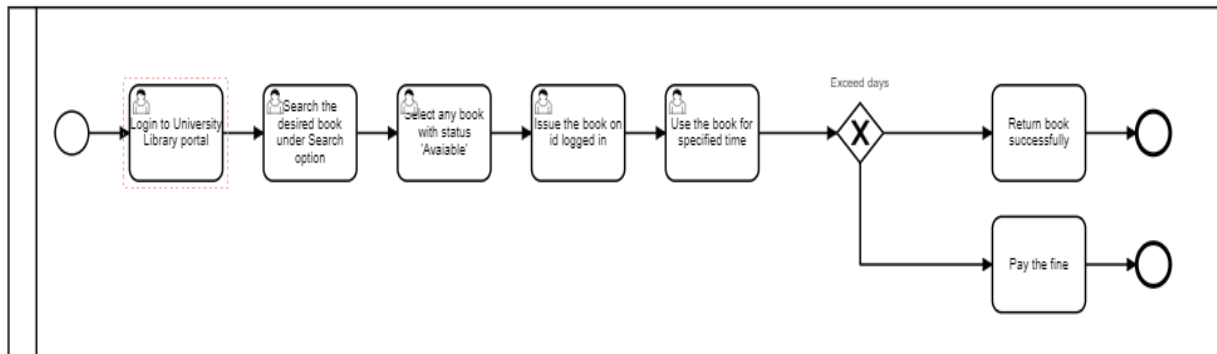 Exceed days
Login to University
Library portal
Search the
desired book
under Search
option
Select any book
with status
'Avaiable'
Issue the book on
id logged in
Use the book for
specified time
Return book
successfully
Pay the fine